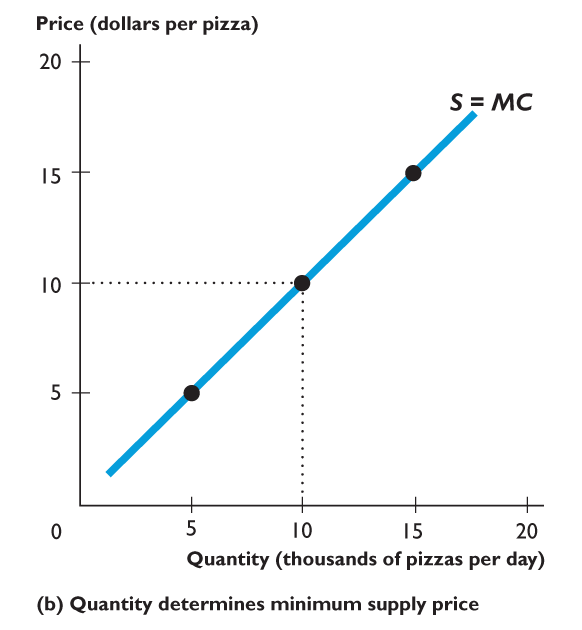 Price (dollars per pizza)
20
S = MC
15
10
5
0
5 10 15 20
Quantity (thousands of pizzas per day)
(b) Quantity determines minimum supply price